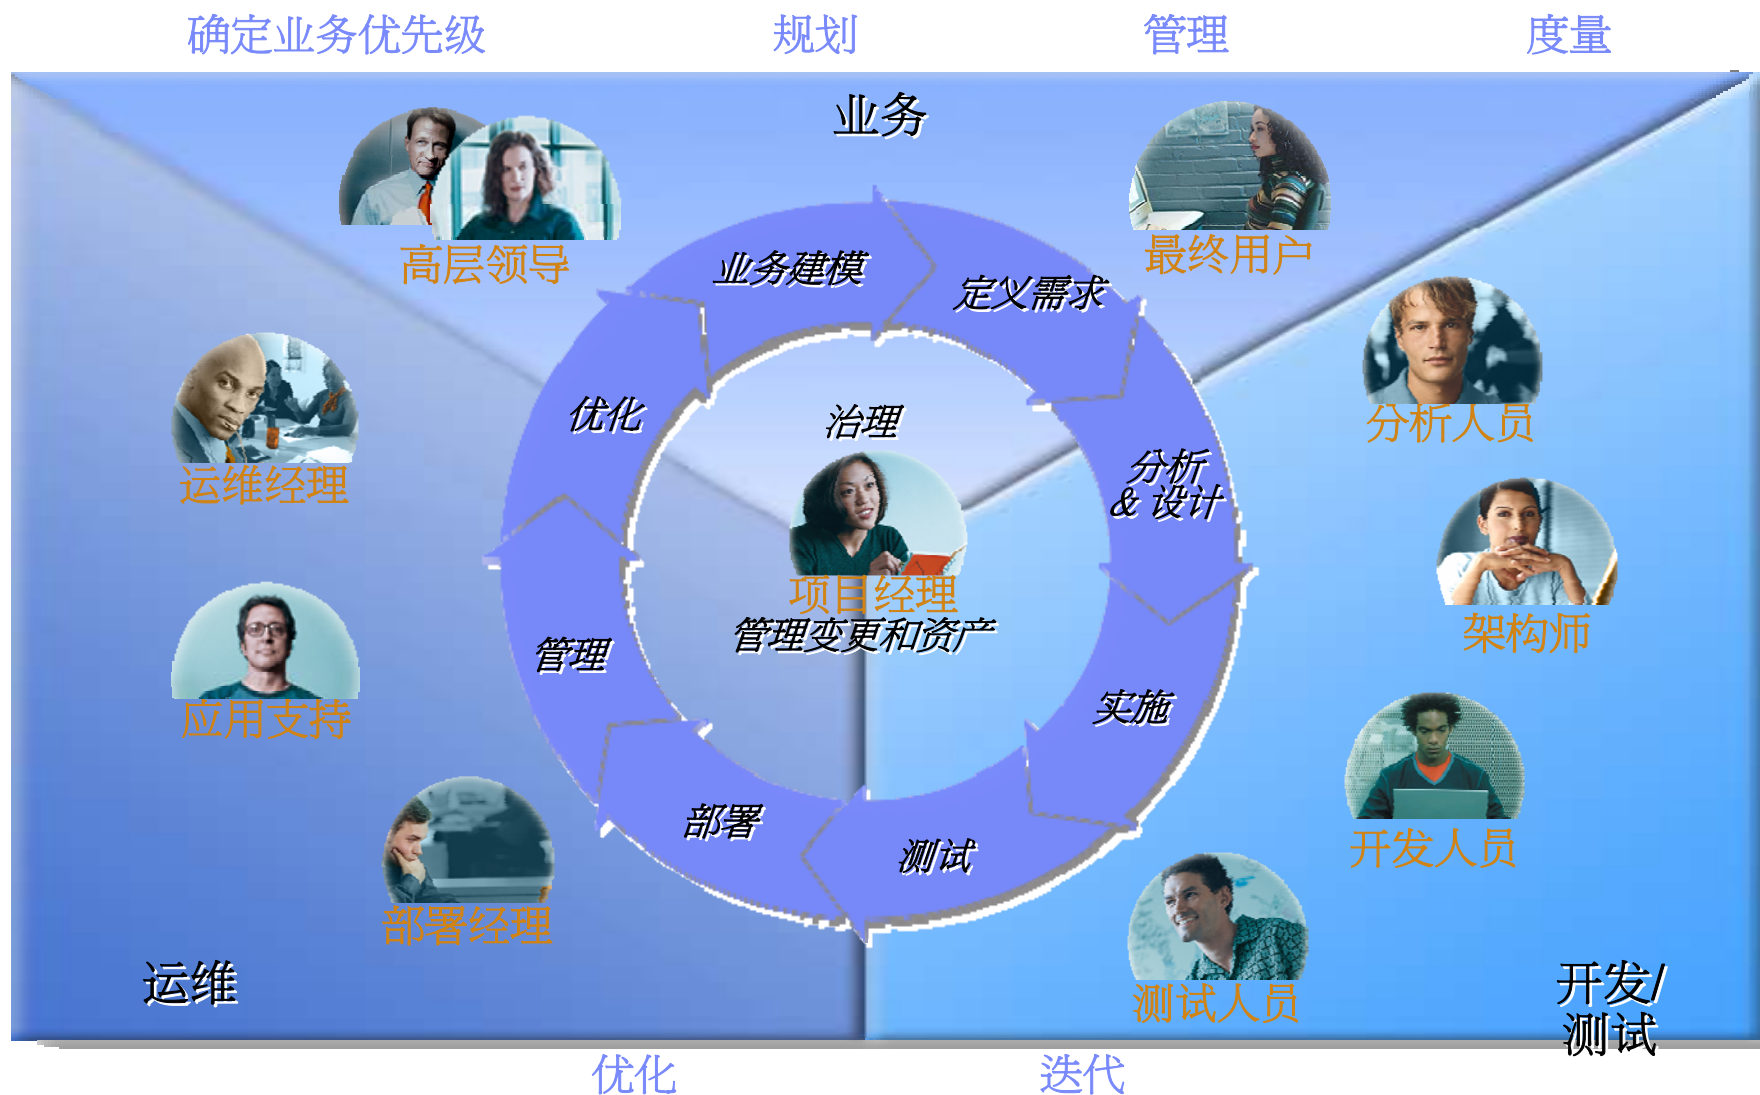 确定业务优先级
规划
管理
度量
业务
高层领导
最终用户
业务建模
定义需求
分析人员
运维经理
优化
治理
分析
& 设计
项目经理
管理变更和资产
架构师
管理
应用支持
实施
部署
测试
开发人员
部署经理
测试人员
运维
开发/
测试
优化
迭代